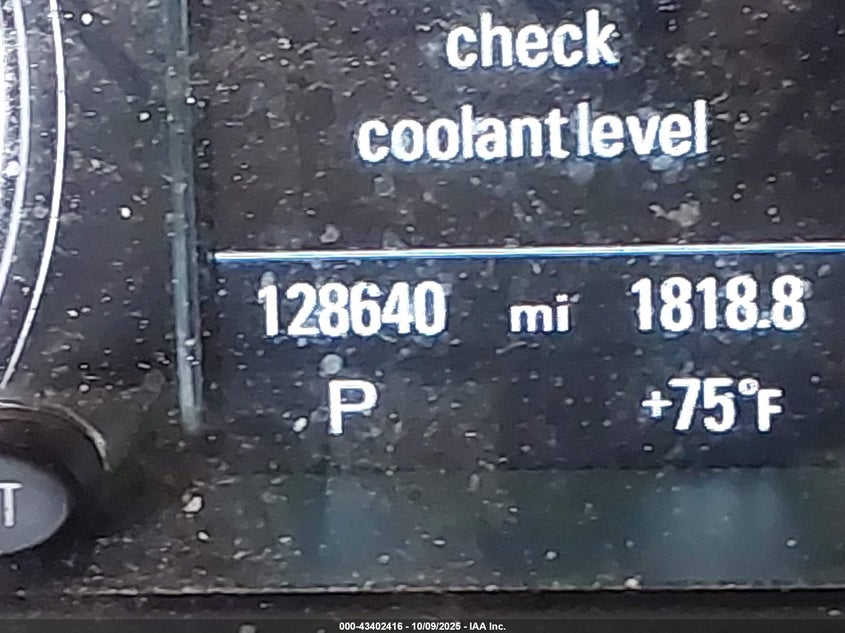 check
coolant level
128640 mi 1818.8
P +75°F
T
000-43402416 - 10/09/2025 - IAA Inc.